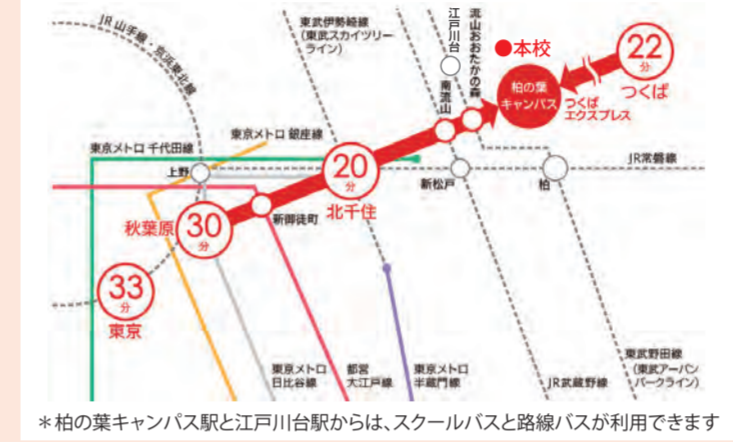 JR山手線・京浜東北線
東武伊勢崎線
(東武スカイツリー
ライン)
江戸川台
流山おおたかの森
●本校
22
分
つくば
柏の葉
キャンパス
つくば
エクスプレス
南流山
東京メトロ 銀座線
東京メトロ 千代田線
上野
20
分
北千住
JR常磐線
新松戸
柏
秋葉原
30
分
新御徒町
33
分
東京
東京メトロ
日比谷線
都営
大江戸線
東京メトロ
半蔵門線
JR武蔵野線
東武野田線
(東武アーバン
パークライン)
＊柏の葉キャンパス駅と江戸川台駅からは、スクールバスと路線バスが利用できます